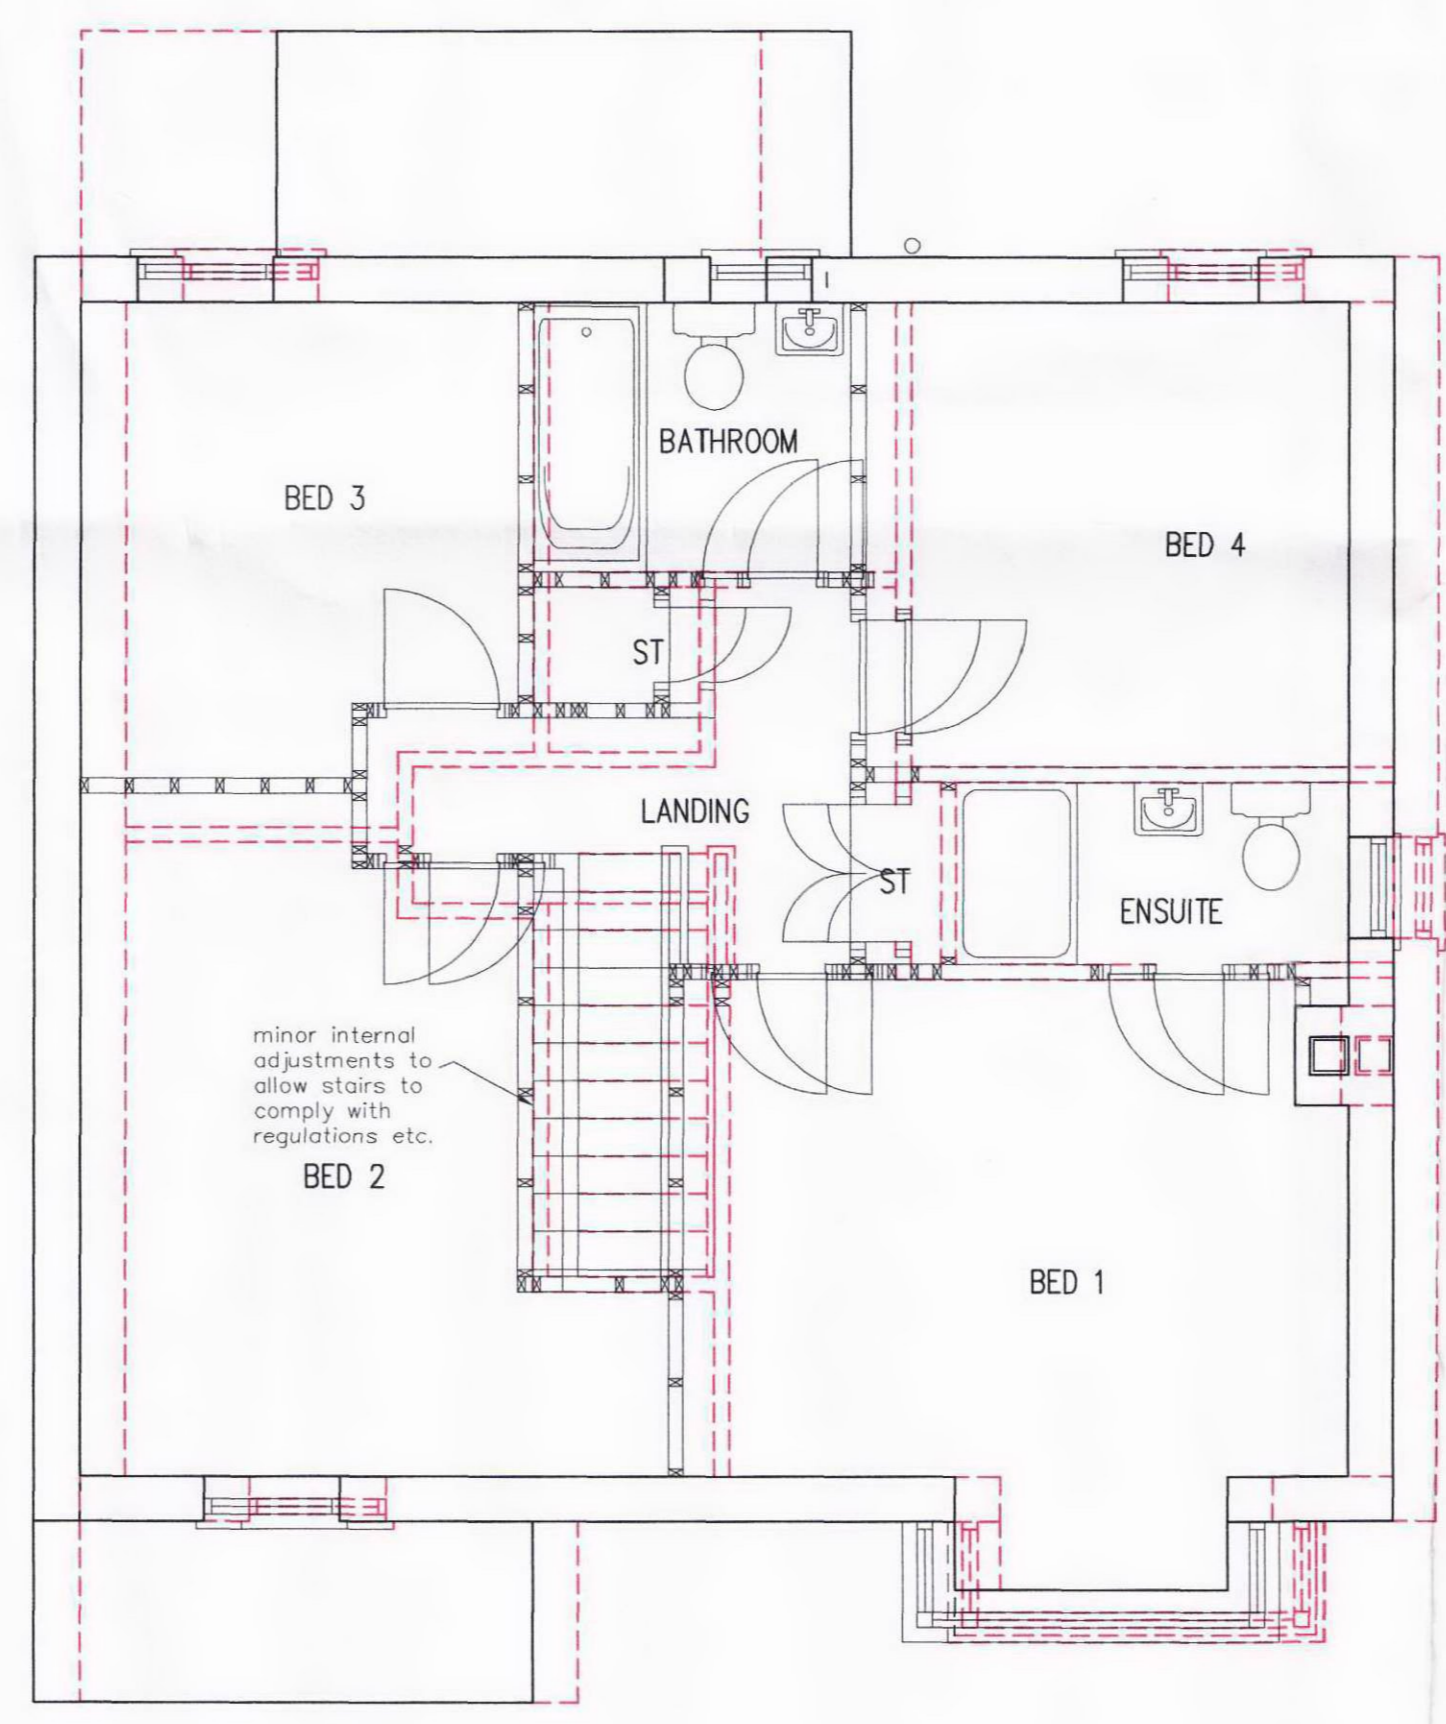 BATHROOM
BED 3
BED 4
ST
LANDING
ST
ENSUITE
minor internal
adjustments to
allow stairs to
comply with
regulations etc.
BED 2
BED 1